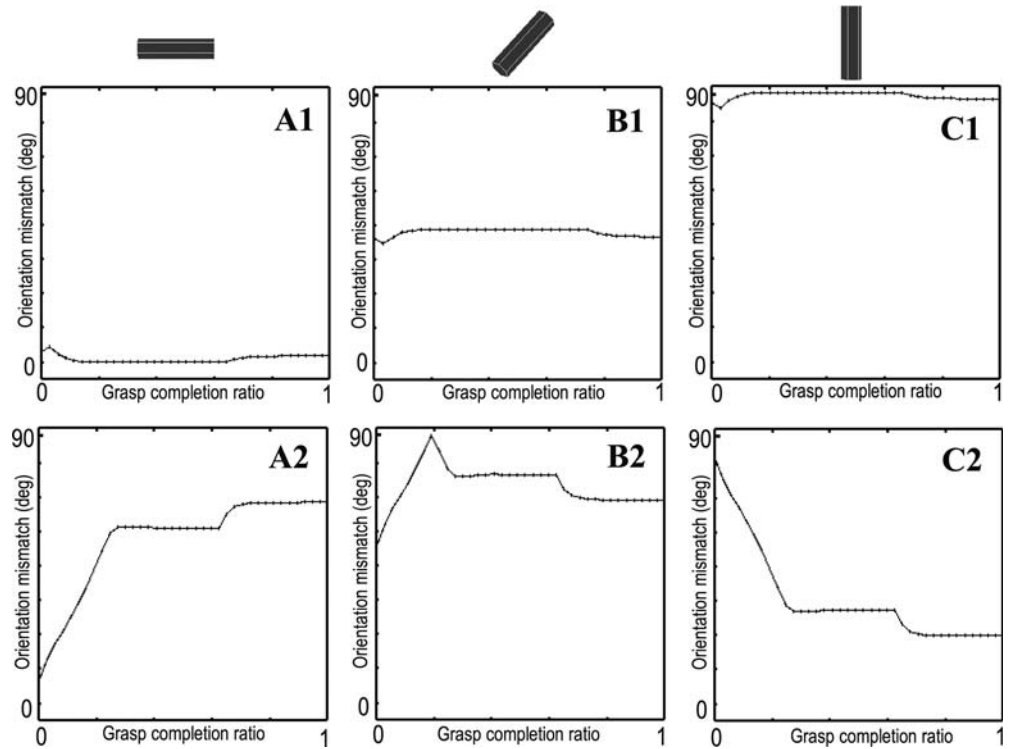 90
A1
Orientation mismatch (deg)
0
0
Grasp completion ratio
1
90
B1
Orientation mismatch (deg)
0
0
Grasp completion ratio
1
90
C1
Orientation mismatch (deg)
0
0
Grasp completion ratio
1
90
A2
Orientation mismatch (deg)
0
0
Grasp completion ratio
1
90
B2
Orientation mismatch (deg)
0
0
Grasp completion ratio
1
90
C2
Orientation mismatch (deg)
0
0
Grasp completion ratio
1